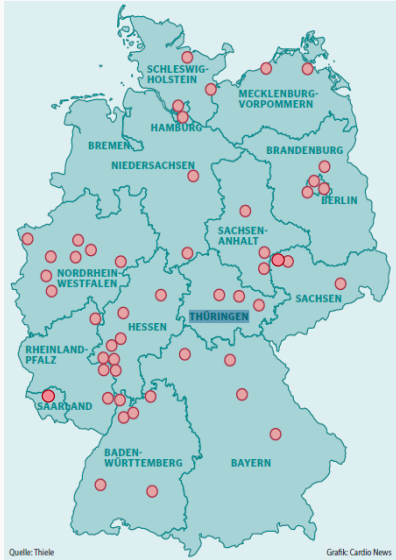 SCHLESWIG-
HOLSTEIN
MECKLENBURG-
VORPOMMERN
HAMBURG
BREMEN
BRANDENBURG
NIEDERSACHSEN
BERLIN
SACHSEN-
ANHALT
NORDRHEIN-
WESTFALEN
SACHSEN
THÜRINGEN
HESSEN
RHEINLAND-
PFALZ
SAARLAND
BADEN-
WÜRTTEMBERG
BAYERN
Quelle: Thiele
Grafik: Cardio News